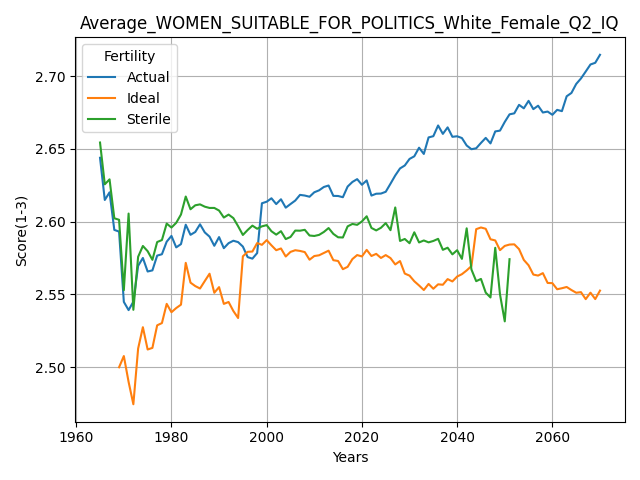 Average_WOMEN_SUITABLE_FOR_POLITICS_White_Female_Q2_IQ
Fertility
Actual
Ideal
Sterile
Score(1-3)
2.70
2.65
2.60
2.55
2.50
1960 1980 2000 2020 2040 2060
Years